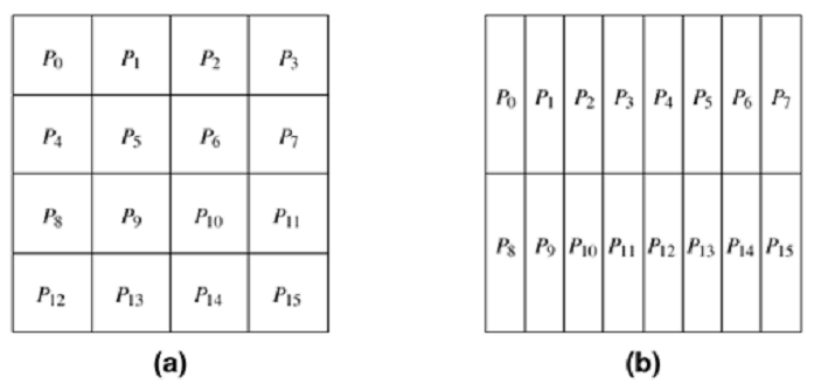 P₀ P₁ P₂ P₃
P₄ P₅ P₆ P₇
P₈ P₉ P₁₀ P₁₁
P₁₂ P₁₃ P₁₄ P₁₅
(a)
P₀ P₁ P₂ P₃ P₄ P₅ P₆ P₇
P₈ P₉ P₁₀ P₁₁ P₁₂ P₁₃ P₁₄ P₁₅
(b)